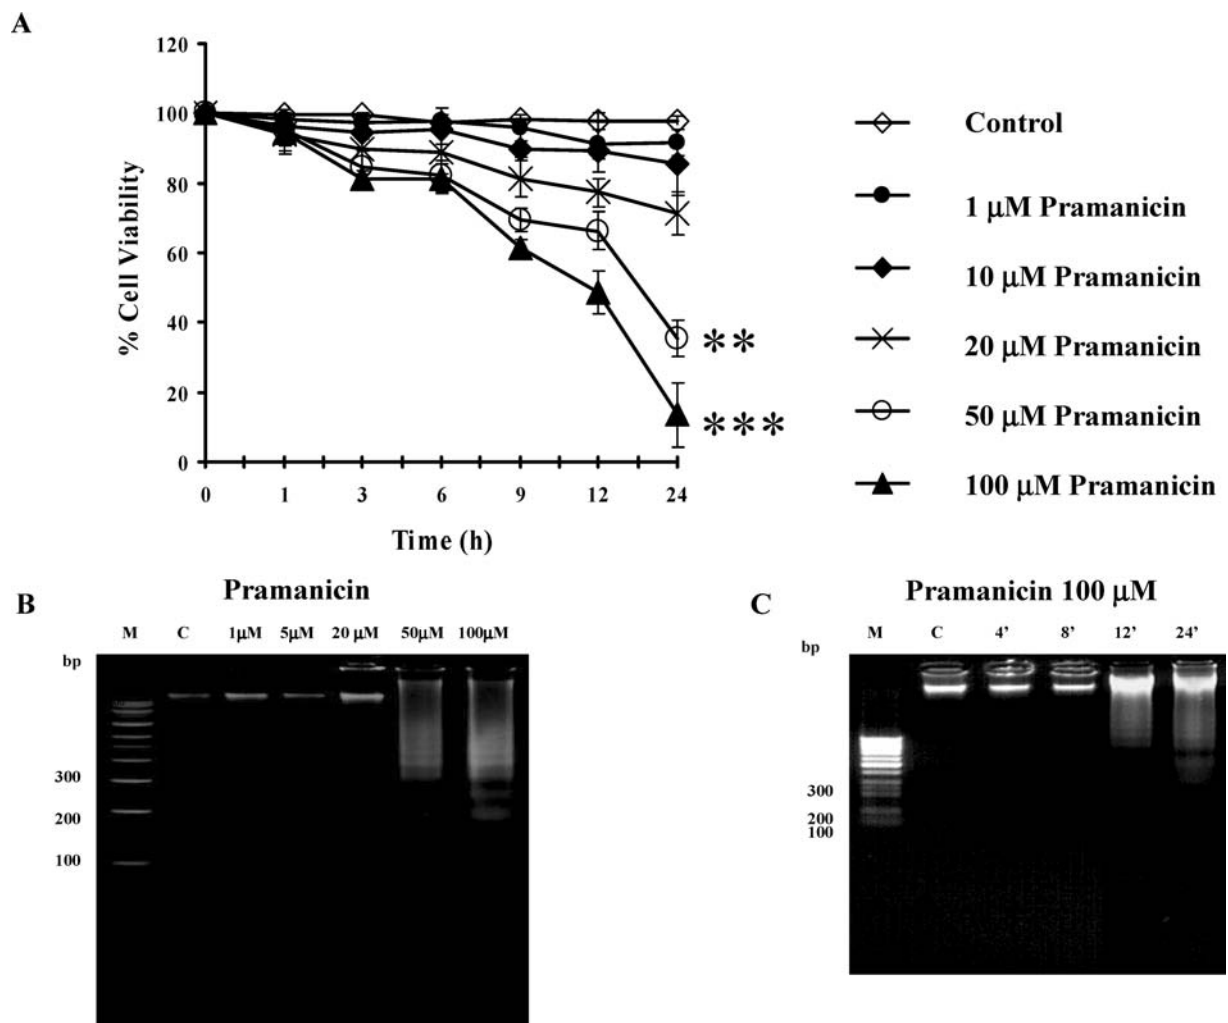 A
120
100
80
60
40
20
0
% Cell Viability
0 1 3 6 9 12 24
Time (h)
**
***
Control
1 μM Pramanicin
10 μM Pramanicin
20 μM Pramanicin
50 μM Pramanicin
100 μM Pramanicin
B
Pramanicin
M C 1μM 5μM 20 μM 50μM 100μM
bp
300
200
100
C
Pramanicin 100 μM
M C 4’ 8’ 12’ 24’
bp
300
200
100